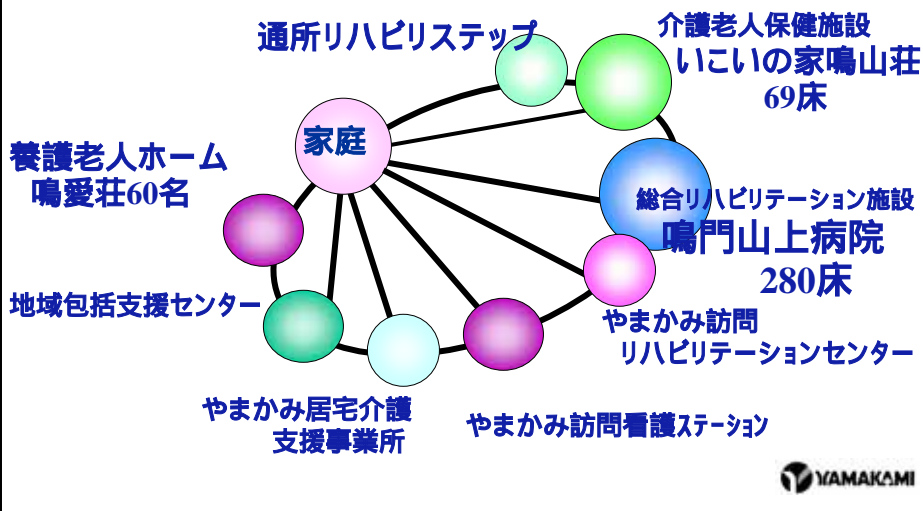 通所リハビリステップ
介護老人保健施設
いこいの家鳴山荘
69床
家庭
養護老人ホーム
鳴愛荘60名
総合リハビリテーション施設
鳴門山上病院
280床
地域包括支援センター
やまかみ訪問
リハビリテーションセンター
やまかみ居宅介護
支援事業所
やまかみ訪問看護ステーション
YAMAKAMI